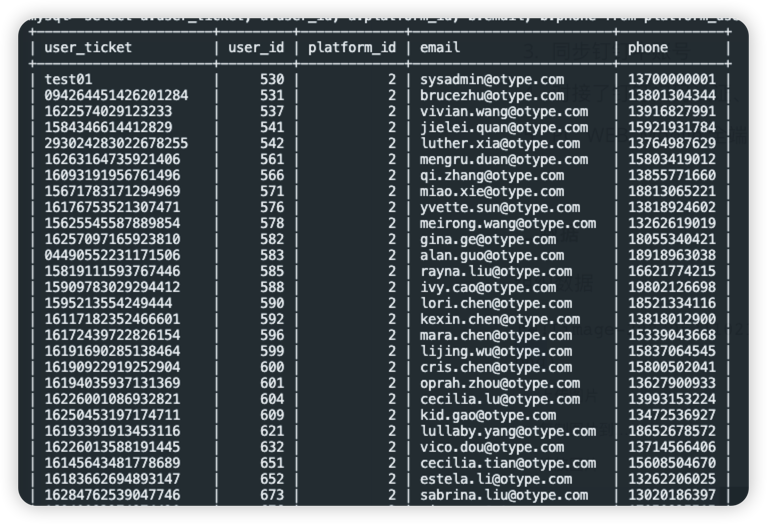 mysql> select a.user_ticket, a.user_id, a.platform_id, b.email, b.phone from
| user_ticket | user_id | platform_id | email | phone |
| test01 | 530 | 2 | sysadmin@otype.com | 13700000001 |
| 094264451426201284 | 531 | 2 | brucezhu@otype.com | 13801304344 |
| 1622574029123233 | 537 | 2 | vivian.wang@otype.com | 13916827991 |
| 1584346614412829 | 541 | 2 | jielei.quan@otype.com | 15921931784 |
| 293024283022678255 | 542 | 2 | luther.xia@otype.com | 13764987629 |
| 16263164735921406 | 561 | 2 | mengru.duan@otype.com | 15803419012 |
| 16093191956761496 | 566 | 2 | qi.zhang@otype.com | 13855771660 |
| 15671783171294969 | 571 | 2 | miao.xie@otype.com | 18813065221 |
| 16176753521307471 | 576 | 2 | yvette.sun@otype.com | 13818924602 |
| 15625545587889854 | 578 | 2 | meirong.wang@otype.com | 13262619019 |
| 16257097165923810 | 582 | 2 | gina.ge@otype.com | 18055340421 |
| 044905522231171506 | 583 | 2 | alan.guo@otype.com | 18918963038 |
| 15819111593767446 | 585 | 2 | rayna.liu@otype.com | 16621774215 |
| 15909783029294412 | 588 | 2 | ivy.cao@otype.com | 19802126698 |
| 1595213554249444 | 590 | 2 | lori.chen@otype.com | 18521334116 |
| 16117182352466601 | 592 | 2 | kexin.chen@otype.com | 13818012900 |
| 16172439722826154 | 596 | 2 | mara.chen@otype.com | 15339043668 |
| 16191690285138464 | 599 | 2 | lijing.wu@otype.com | 15837064545 |
| 16190922919252904 | 600 | 2 | cris.chen@otype.com | 15800502041 |
| 16194035937131369 | 601 | 2 | oprah.zhou@otype.com | 13627900933 |
| 16226001086932821 | 604 | 2 | cecilia.lu@otype.com | 13993153224 |
| 16250453197174711 | 609 | 2 | kid.gao@otype.com | 13472536927 |
| 16193391913453116 | 621 | 2 | lullaby.yang@otype.com | 18652678572 |
| 16226013588191445 | 632 | 2 | vico.dou@otype.com | 13714566406 |
| 16145643481778689 | 651 | 2 | cecilia.tian@otype.com | 15608504670 |
| 16183662694893147 | 652 | 2 | estela.li@otype.com | 13262206025 |
| 16284762539047746 | 673 | 2 | sabrina.liu@otype.com | 13020186397 |